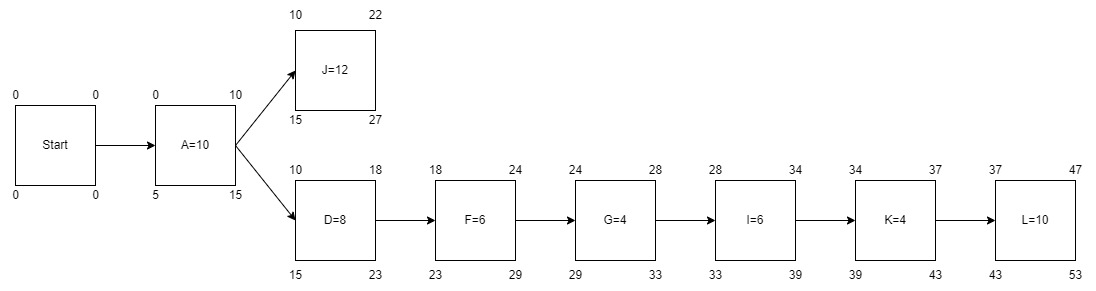 10 22
J=12
15 27
0 0 0 10
Start A=10
0 0 5 15
10 18 18 24 24 28 28 34 34 37 37 47
D=8 F=6 G=4 I=6 K=4 L=10
15 23 23 29 29 33 33 39 39 43 43 53